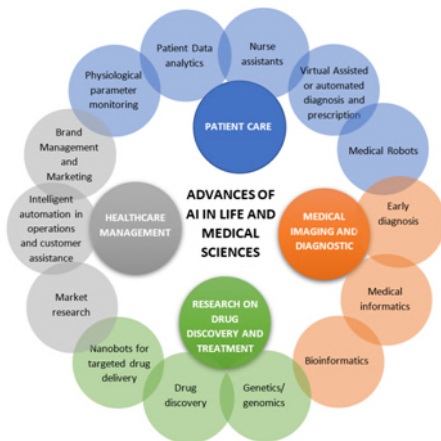 Patient Data
analytics
Nurse
assistants
Physiological
parameter
monitoring
Virtual Assisted
or automated
diagnosis and
prescription
PATIENT CARE
Brand
Management and
Marketing
Medical Robots
Intelligent
automation in
operations and
customer
assistance
HEALTHCARE
MANAGEMENT
ADVANCES OF
AI IN LIFE AND
MEDICAL
SCIENCES
MEDICAL
IMAGING AND
DIAGNOSTIC
Early
diagnosis
Market
research
RESEARCH ON
DRUG
DISCOVERY AND
TREATMENT
Medical
informatics
Nanobots for
targeted drug
delivery
Drug
discovery
Genetics/
genomics
Bioinformatics